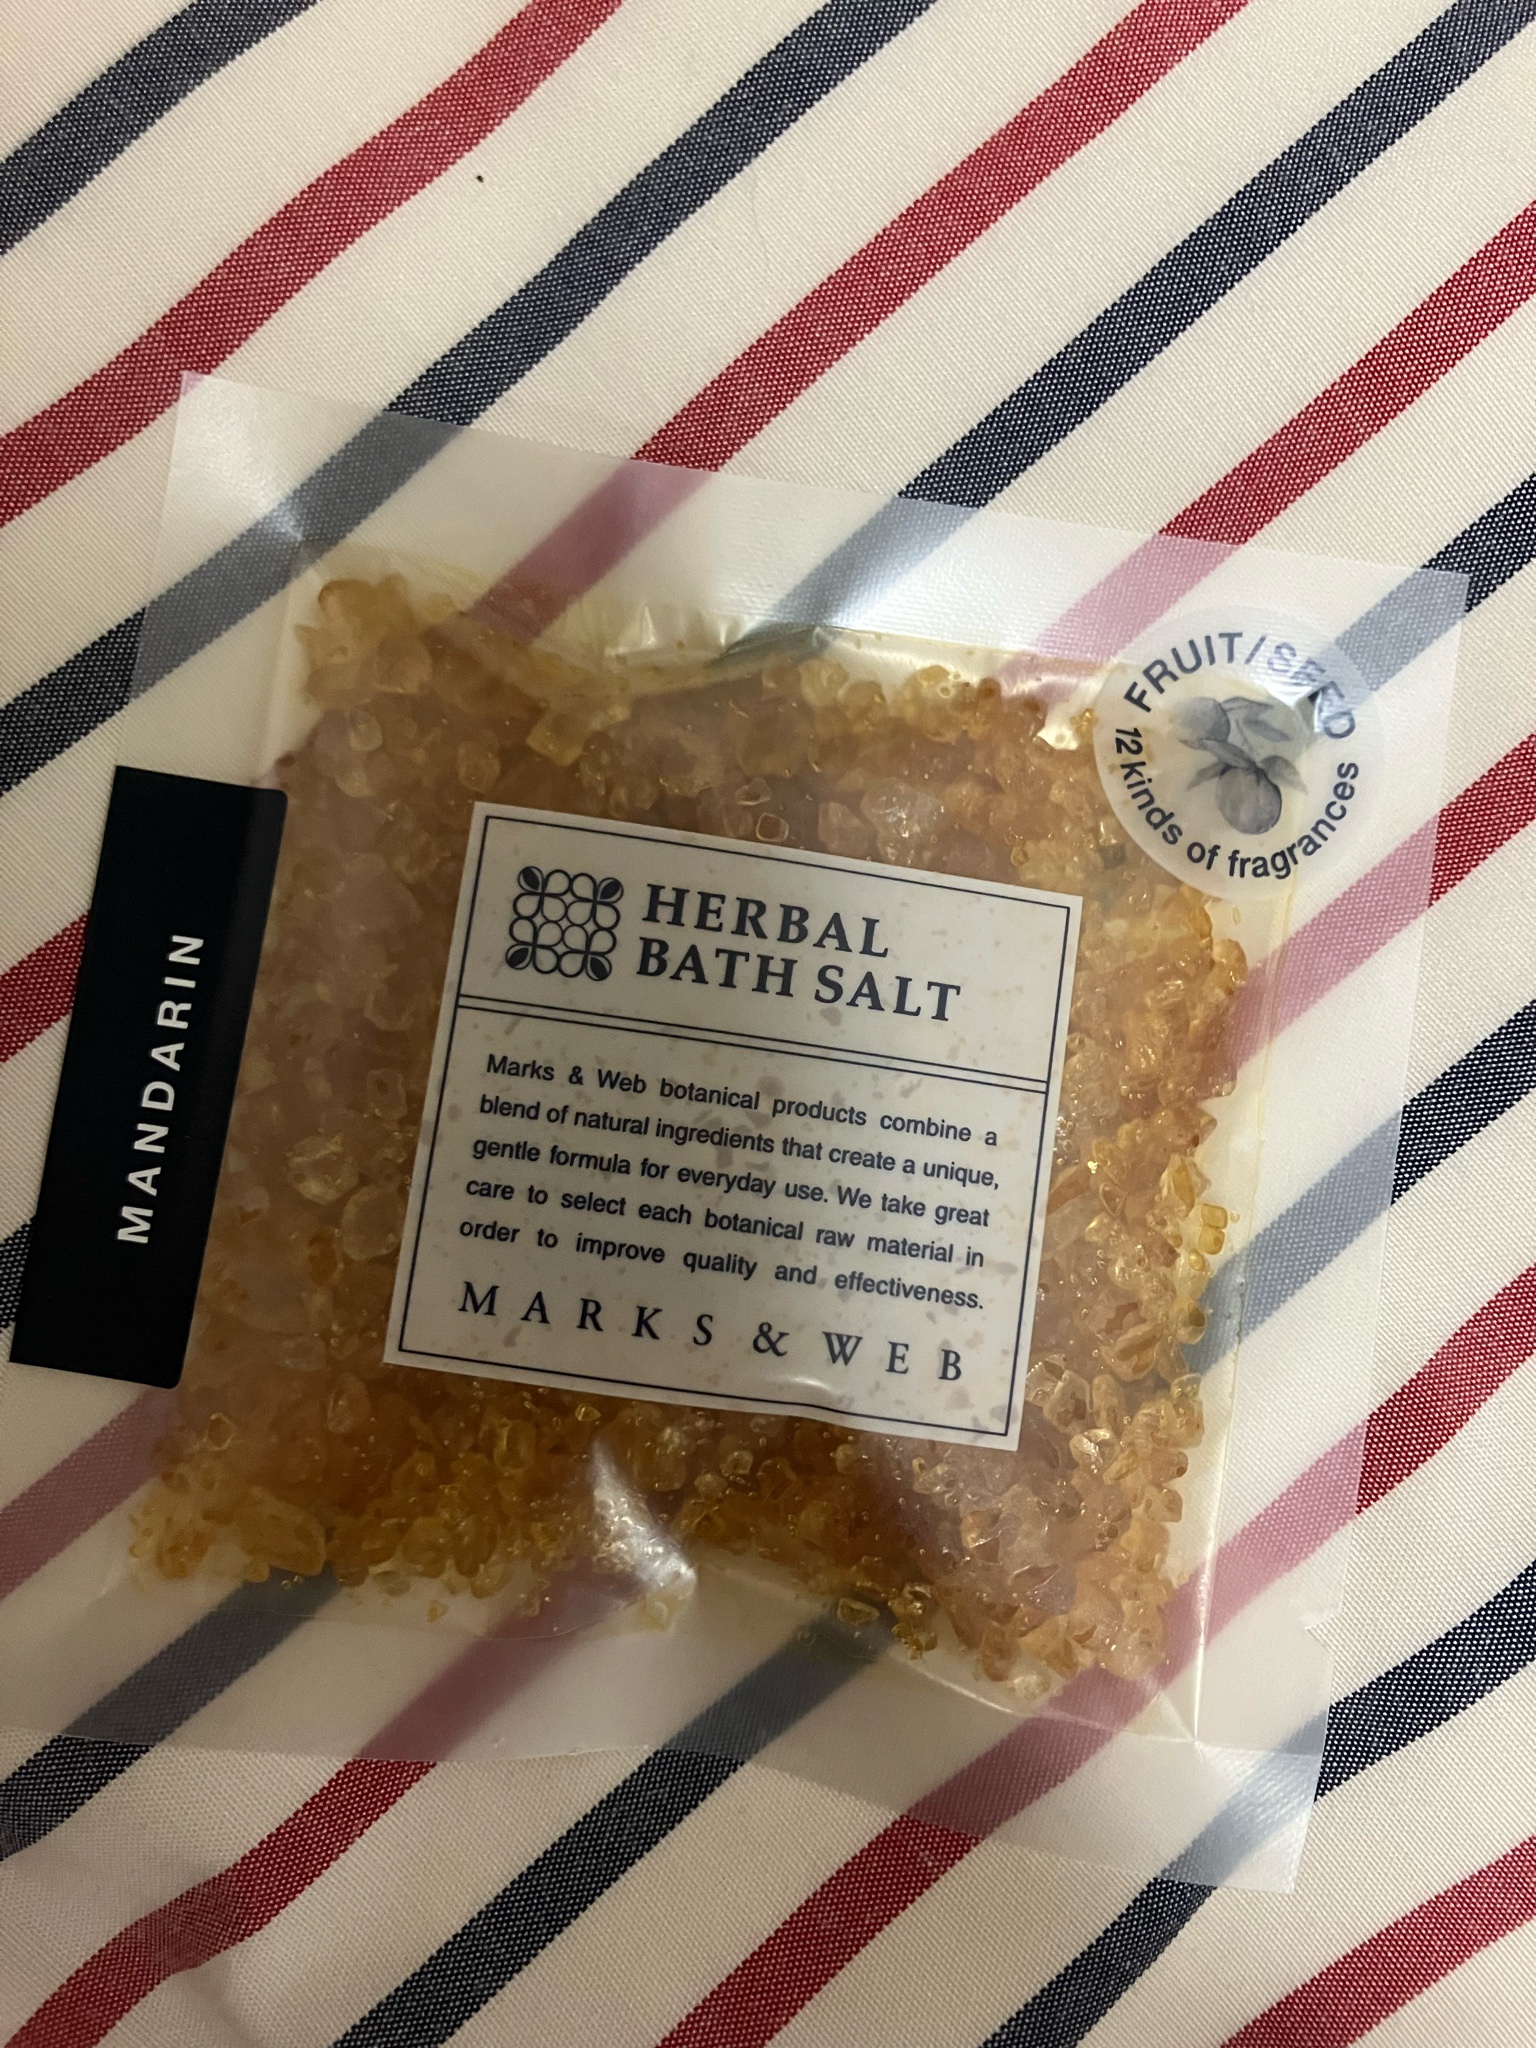 FRUIT/SEED
12 kinds of fragrances
MANDARIN
HERBAL
BATH SALT
Marks & Web botanical products combine a
blend of natural ingredients that create a unique,
gentle formula for everyday use. We take great
care to select each botanical raw material in
order to improve quality and effectiveness.
MARKS & WEB